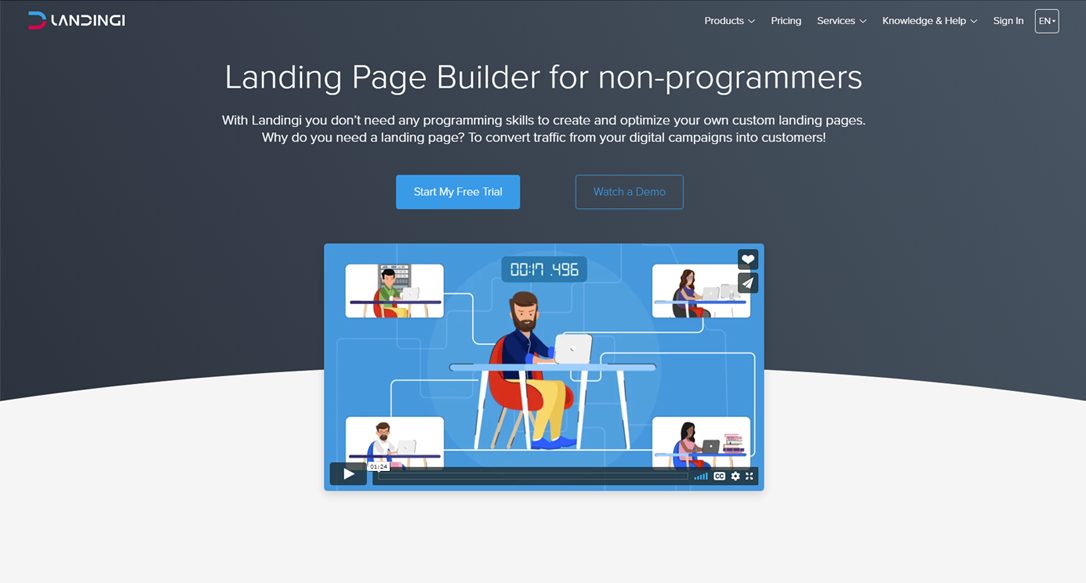 LANDINGI
Products
Pricing
Services
Knowledge & Help
Sign In
EN
Landing Page Builder for non-programmers
With Landingi you don't need any programming skills to create and optimize your own custom landing pages.
Why do you need a landing page? To convert traffic from your digital campaigns into customers!
Start My Free Trial
Watch a Demo
00:17 .496
01:24
CC